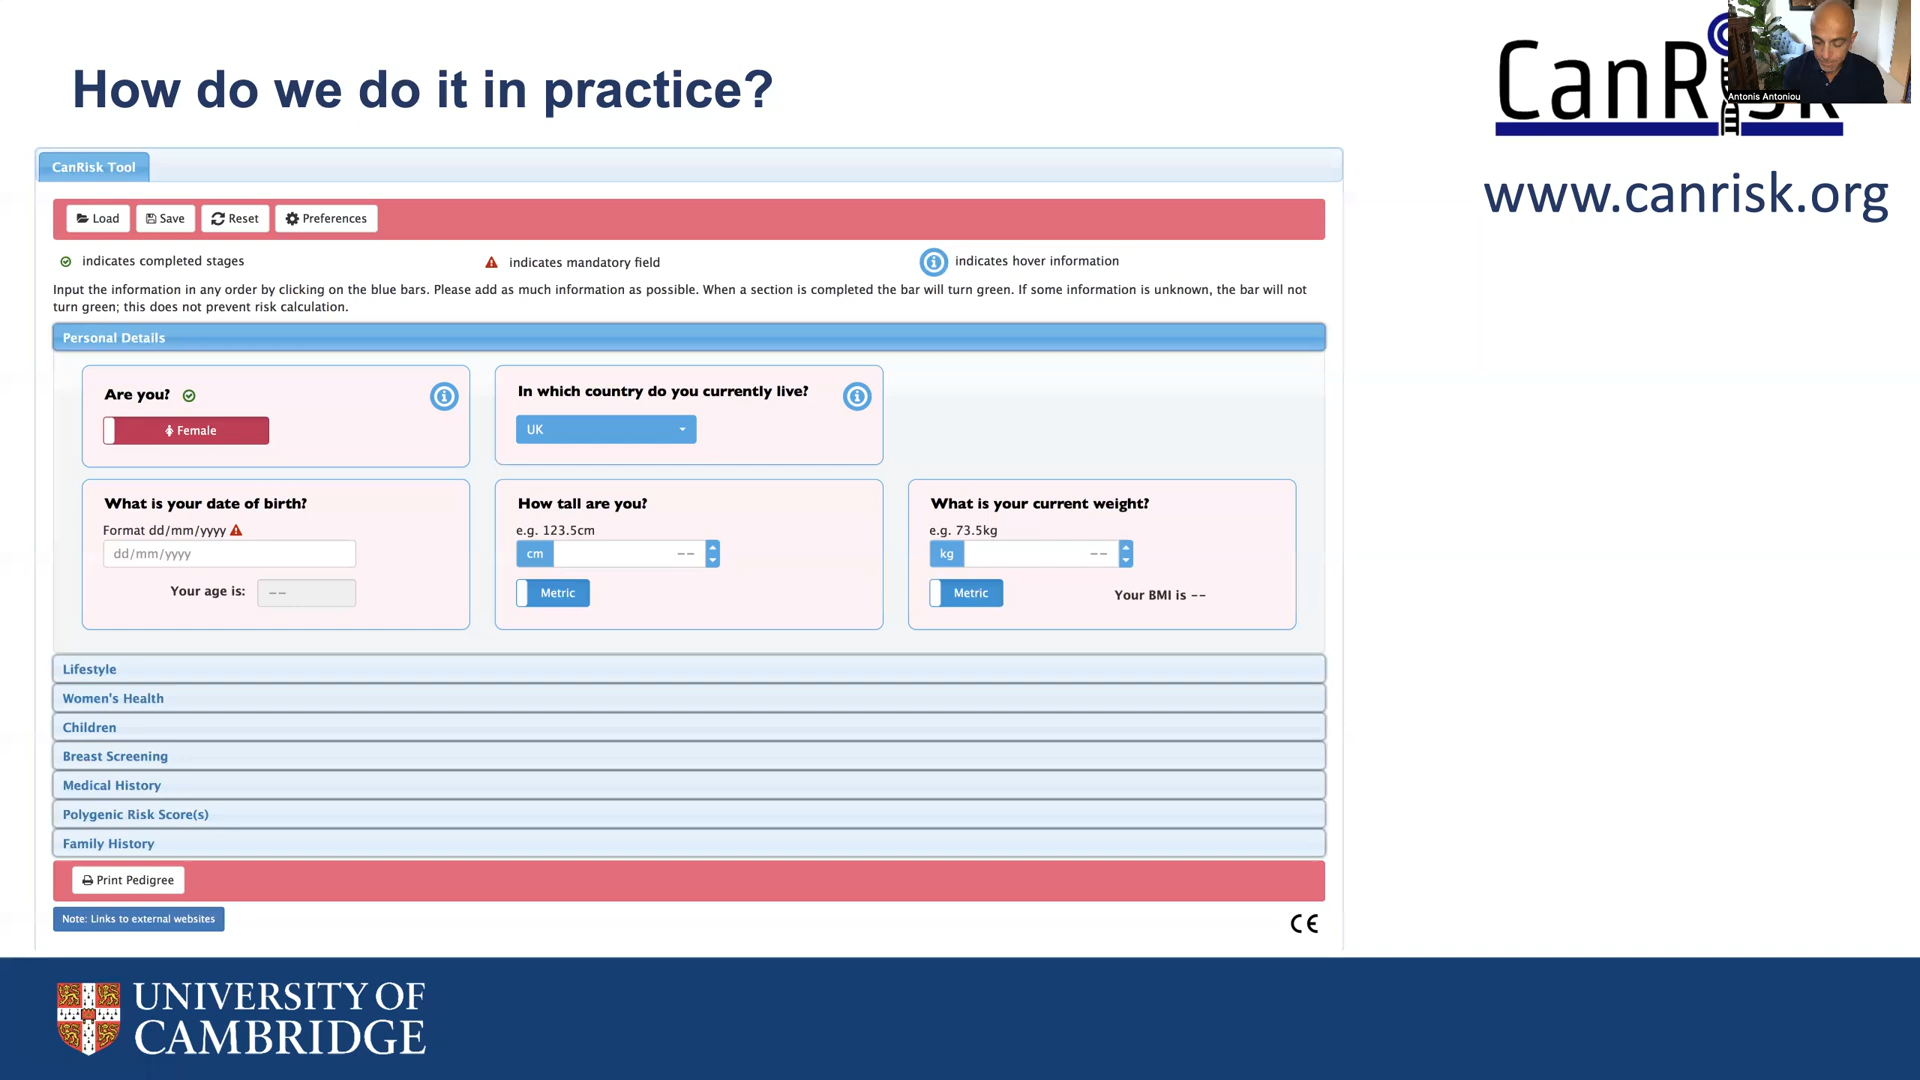 How do we do it in practice?
CanRisk
Antonis Antoniou
www.canrisk.org
CanRisk Tool
Load Save Reset Preferences
indicates completed stages indicates mandatory field indicates hover information
Input the information in any order by clicking on the blue bars. Please add as much information as possible. When a section is completed the bar will turn green. If some information is unknown, the bar will not
turn green; this does not prevent risk calculation.
Personal Details
Are you?
Female
In which country do you currently live?
UK
What is your date of birth?
Format dd/mm/yyyy
dd/mm/yyyy
Your age is: --
How tall are you?
e.g. 123.5cm
cm --
Metric
What is your current weight?
e.g. 73.5kg
kg --
Metric Your BMI is --
Lifestyle
Women's Health
Children
Breast Screening
Medical History
Polygenic Risk Score(s)
Family History
Print Pedigree
Note: Links to external websites
CE
UNIVERSITY OF
CAMBRIDGE